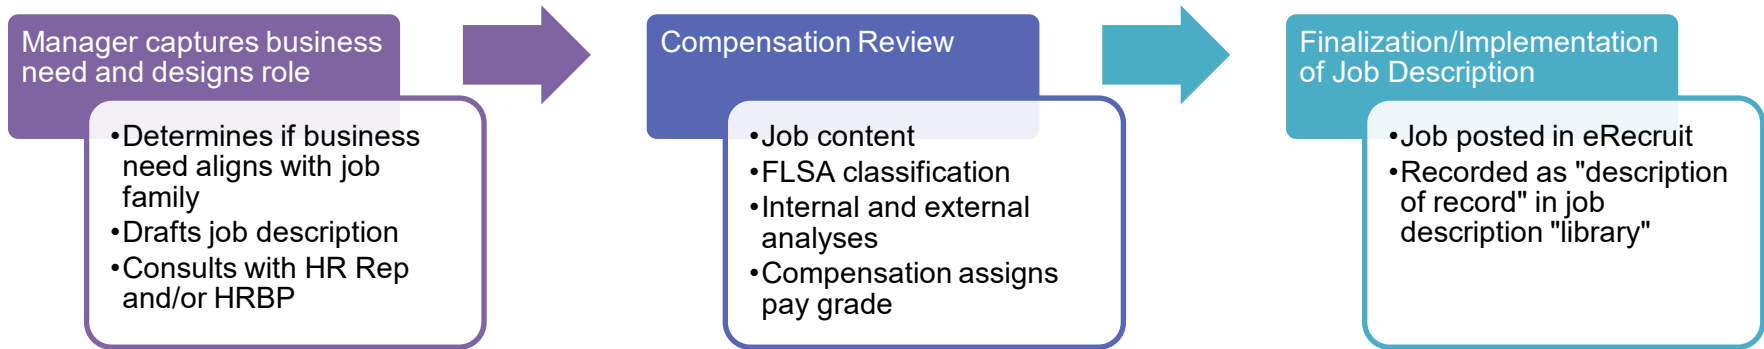 Manager captures business
need and designs role
•Determines if business
need aligns with job
family
•Drafts job description
•Consults with HR Rep
and/or HRBP
Compensation Review
•Job content
•FLSA classification
•Internal and external
analyses
•Compensation assigns
pay grade
Finalization/Implementation
of Job Description
•Job posted in eRecruit
•Recorded as "description
of record" in job
description "library"